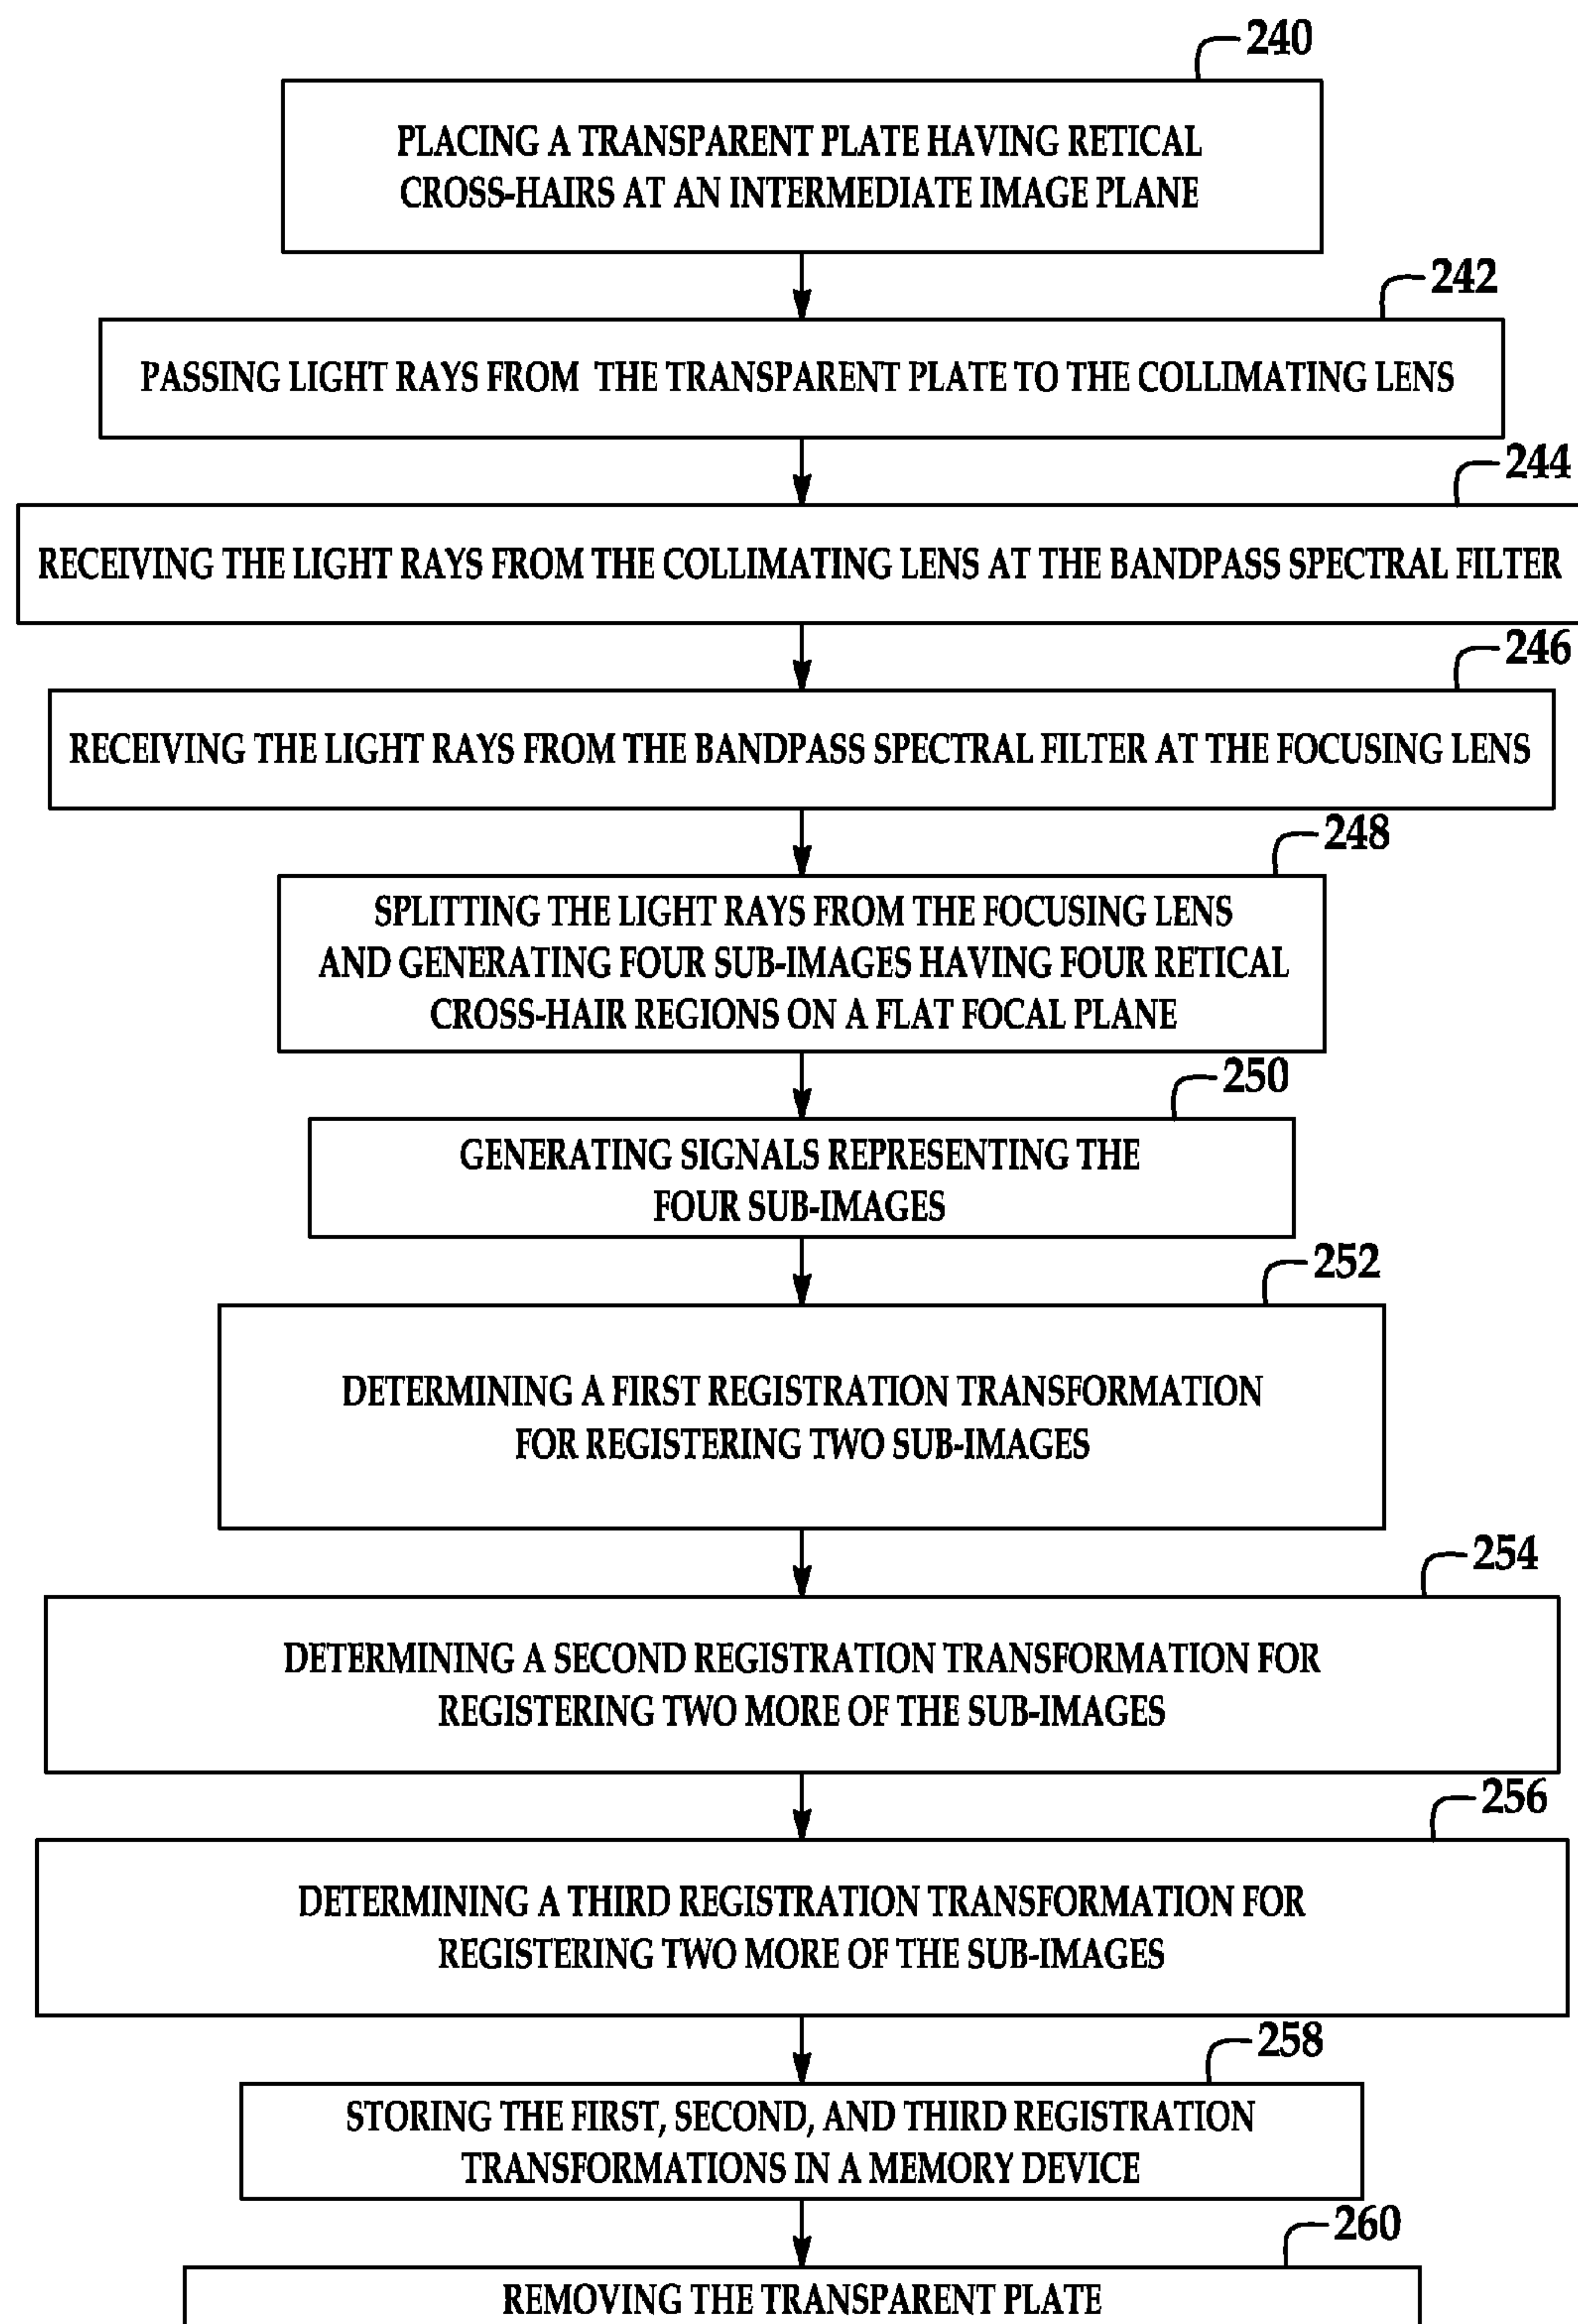 240
PLACING A TRANSPARENT PLATE HAVING RETICAL
CROSS-HAIRS AT AN INTERMEDIATE IMAGE PLANE
242
PASSING LIGHT RAYS FROM THE TRANSPARENT PLATE TO THE COLLIMATING LENS
244
RECEIVING THE LIGHT RAYS FROM THE COLLIMATING LENS AT THE BANDPASS SPECTRAL FILTER
246
RECEIVING THE LIGHT RAYS FROM THE BANDPASS SPECTRAL FILTER AT THE FOCUSING LENS
248
SPLITTING THE LIGHT RAYS FROM THE FOCUSING LENS
AND GENERATING FOUR SUB-IMAGES HAVING FOUR RETICAL
CROSS-HAIR REGIONS ON A FLAT FOCAL PLANE
250
GENERATING SIGNALS REPRESENTING THE
FOUR SUB-IMAGES
252
DETERMINING A FIRST REGISTRATION TRANSFORMATION
FOR REGISTERING TWO SUB-IMAGES
254
DETERMINING A SECOND REGISTRATION TRANSFORMATION FOR
REGISTERING TWO MORE OF THE SUB-IMAGES
256
DETERMINING A THIRD REGISTRATION TRANSFORMATION FOR
REGISTERING TWO MORE OF THE SUB-IMAGES
258
STORING THE FIRST, SECOND, AND THIRD REGISTRATION
TRANSFORMATIONS IN A MEMORY DEVICE
260
REMOVING THE TRANSPARENT PLATE